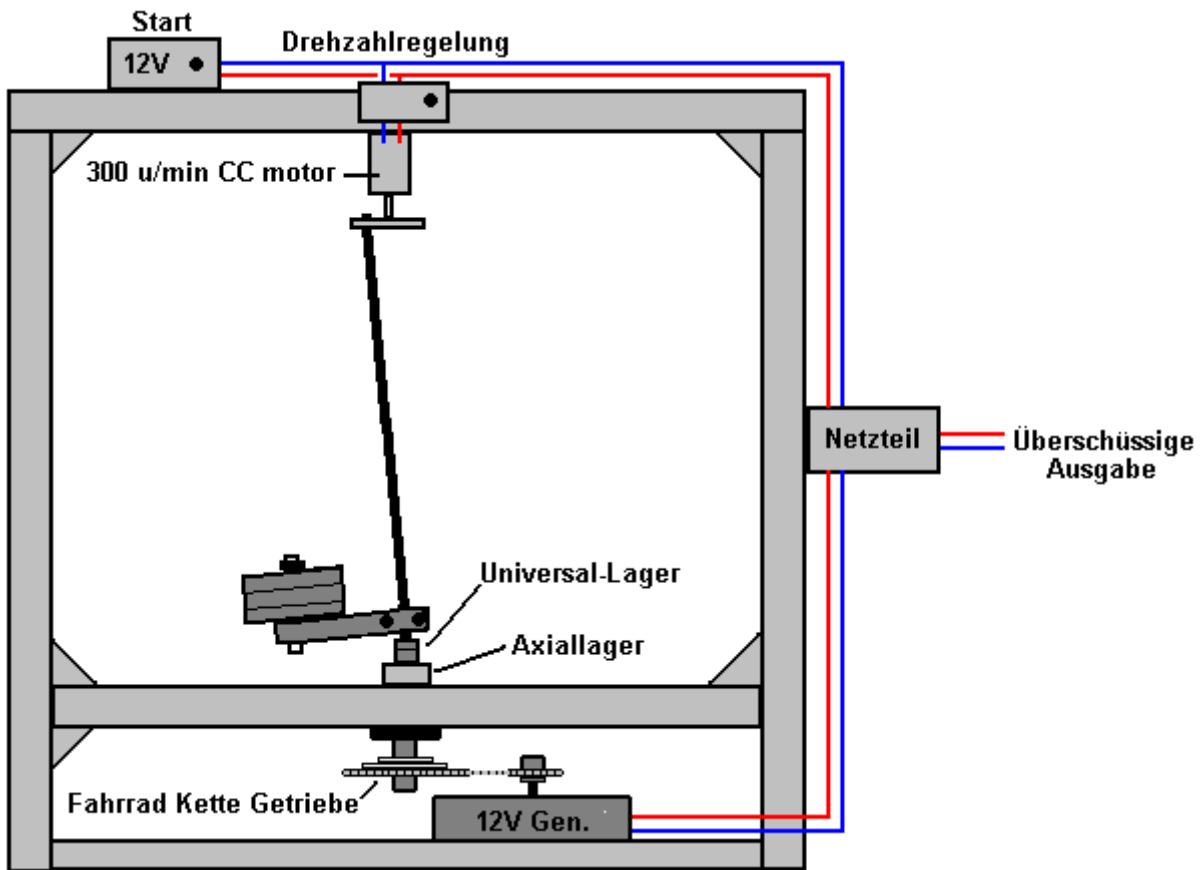 Start
12V
Drehzahlregelung
300 u/min CC motor
Netzteil
Überschüssige
Ausgabe
Universal-Lager
Axiallager
Fahrrad Kette Getriebe
12V Gen.